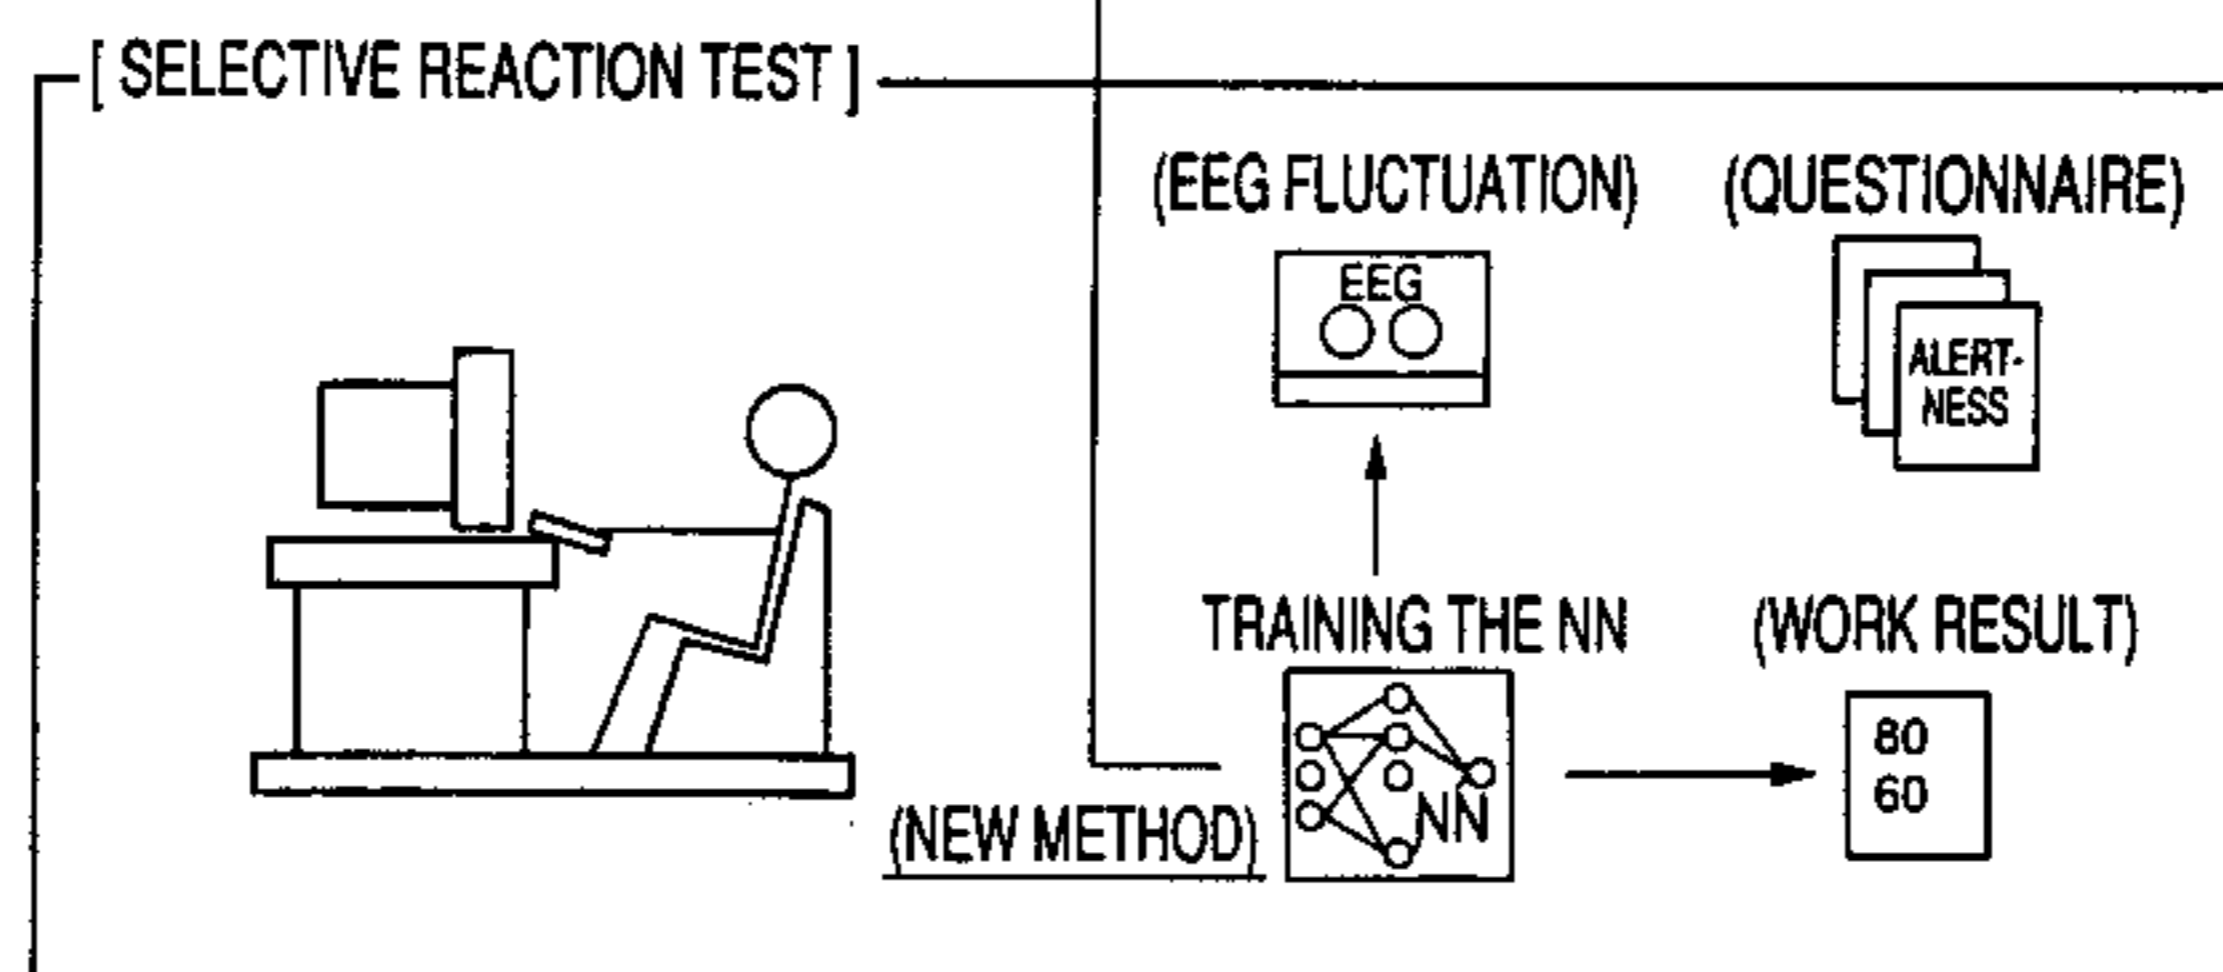 [ SELECTIVE REACTION TEST ]
(EEG FLUCTUATION)
(QUESTIONNAIRE)
EEG
ALERT-
NESS
TRAINING THE NN
(WORK RESULT)
NN
80
60
(NEW METHOD)